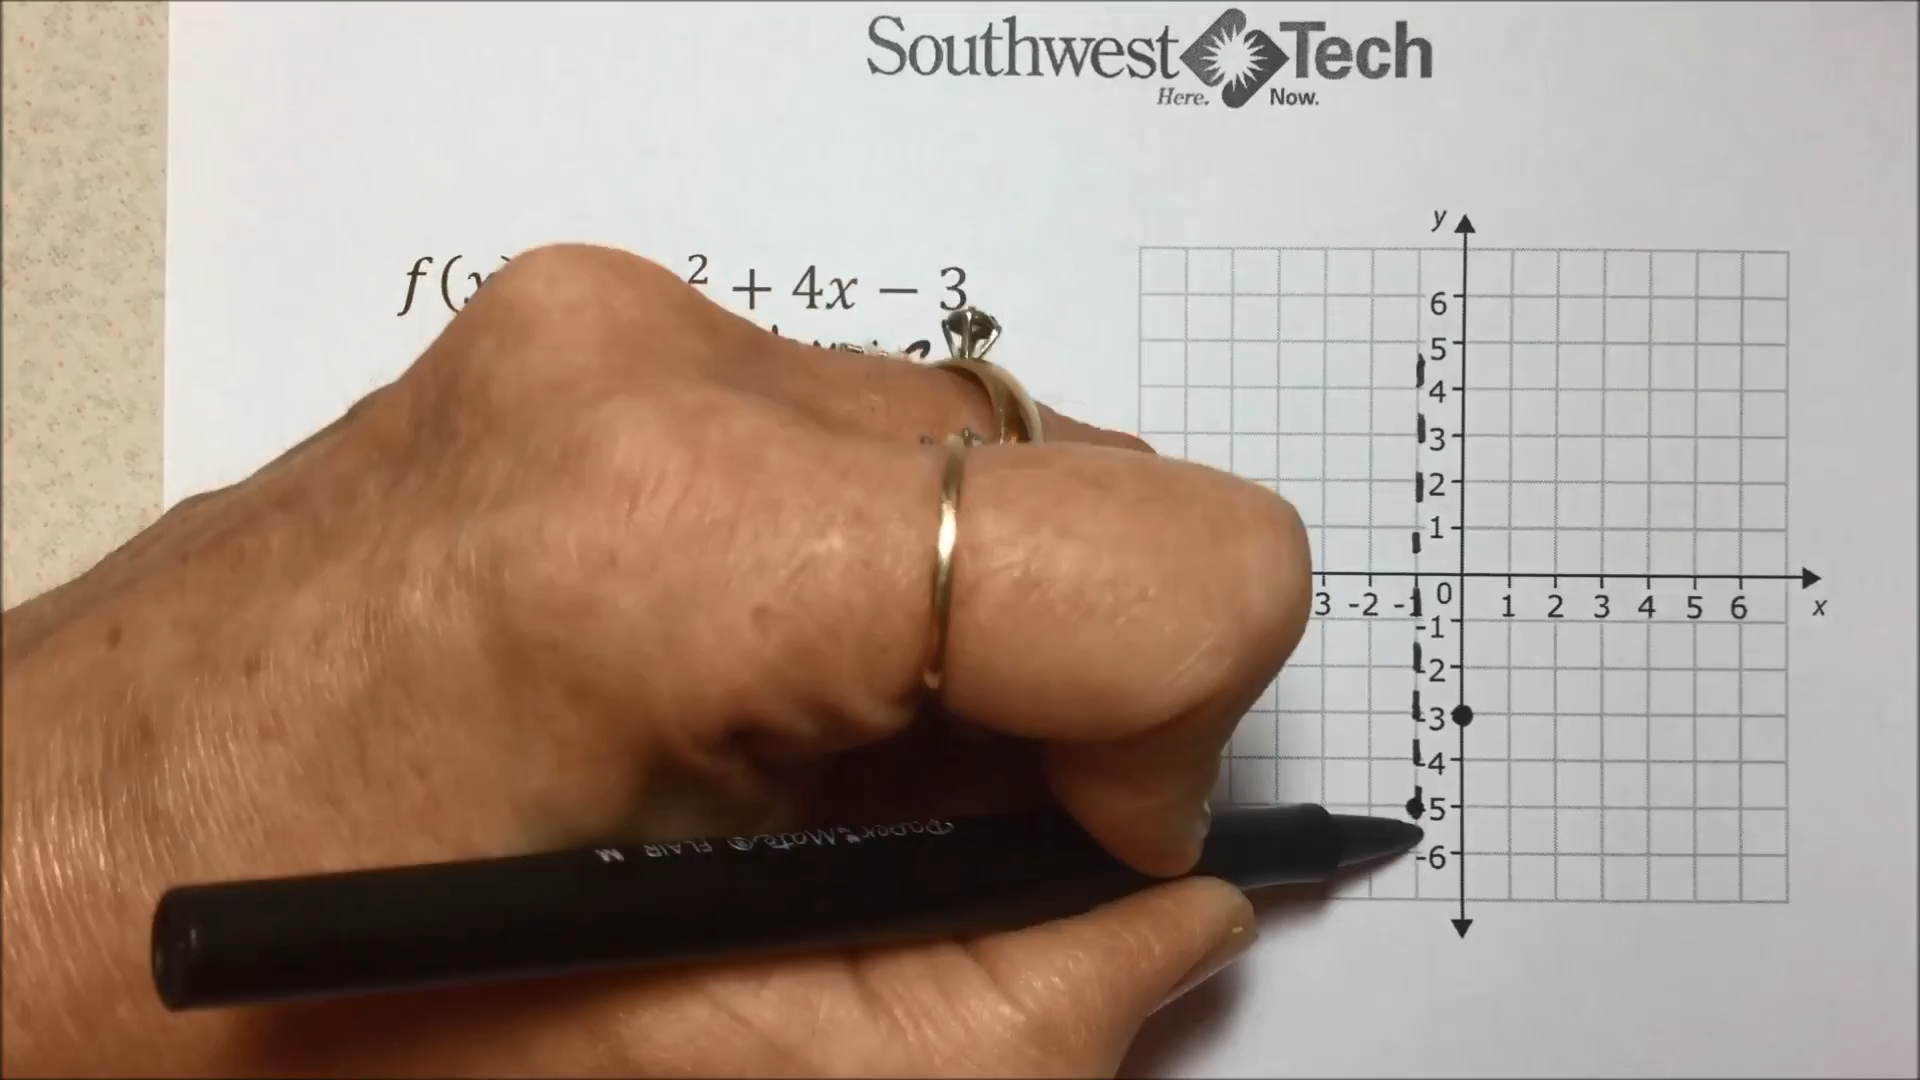 Southwest Tech
Here. Now.
f(x 2 + 4x − 3
y
6
5
4
3
2
1
3 -2 -1 0 1 2 3 4 5 6 x
-1
-2
-3
-4
-5
-6
Paper Mate ® FLAIR M